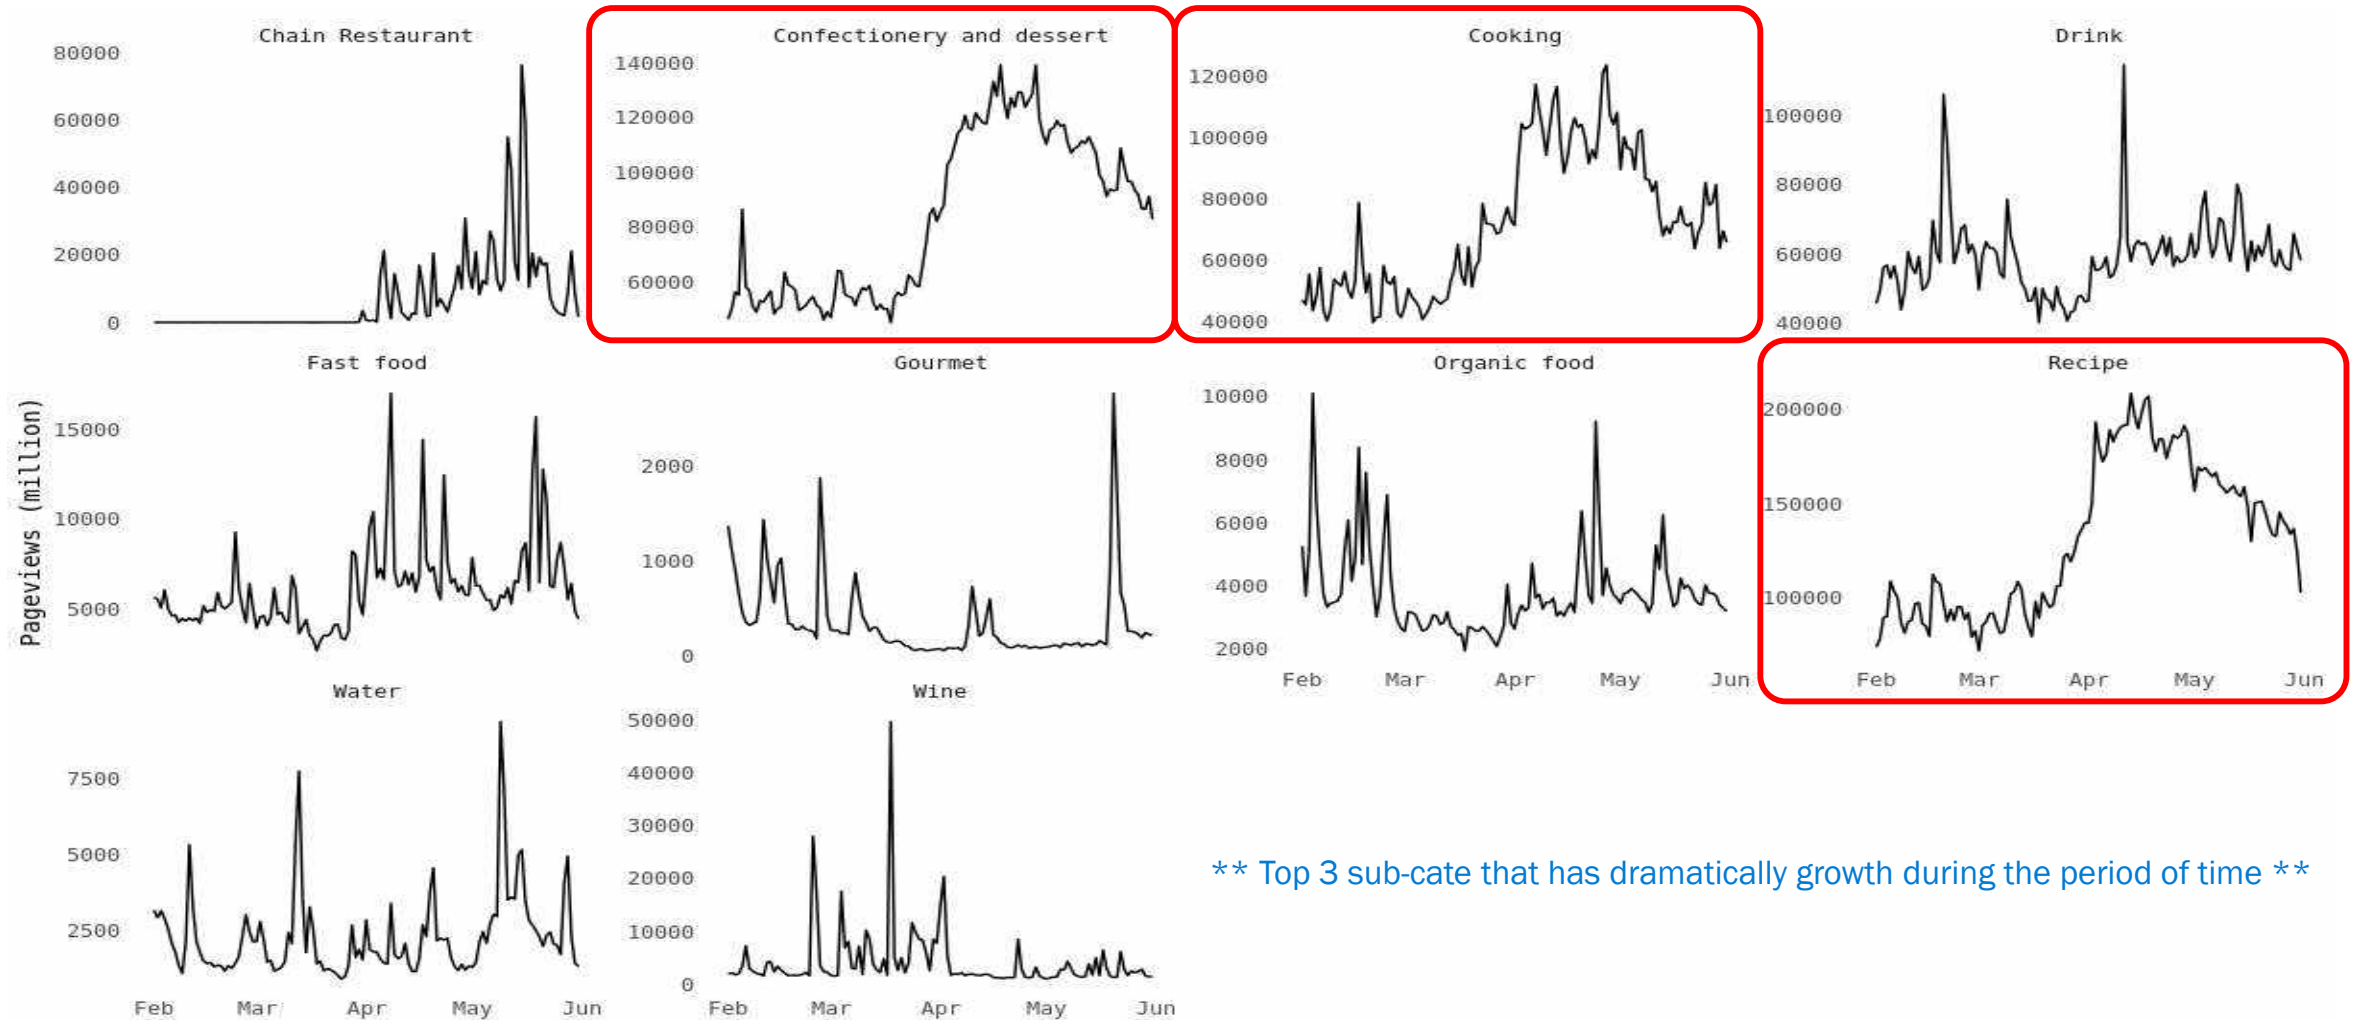 Chain Restaurant
80000
60000
40000
20000
0
Confectionery and dessert
140000
120000
100000
80000
60000
Cooking
120000
100000
80000
60000
40000
Drink
100000
80000
60000
40000
Pageviews (million)
Fast food
15000
10000
5000
Gourmet
2000
1000
0
Organic food
10000
8000
6000
4000
2000
Feb Mar Apr May Jun
Recipe
200000
150000
100000
Feb Mar Apr May Jun
Water
7500
5000
2500
Feb Mar Apr May Jun
Wine
50000
40000
30000
20000
10000
0
Feb Mar Apr May Jun
** Top 3 sub-cate that has dramatically growth during the period of time **